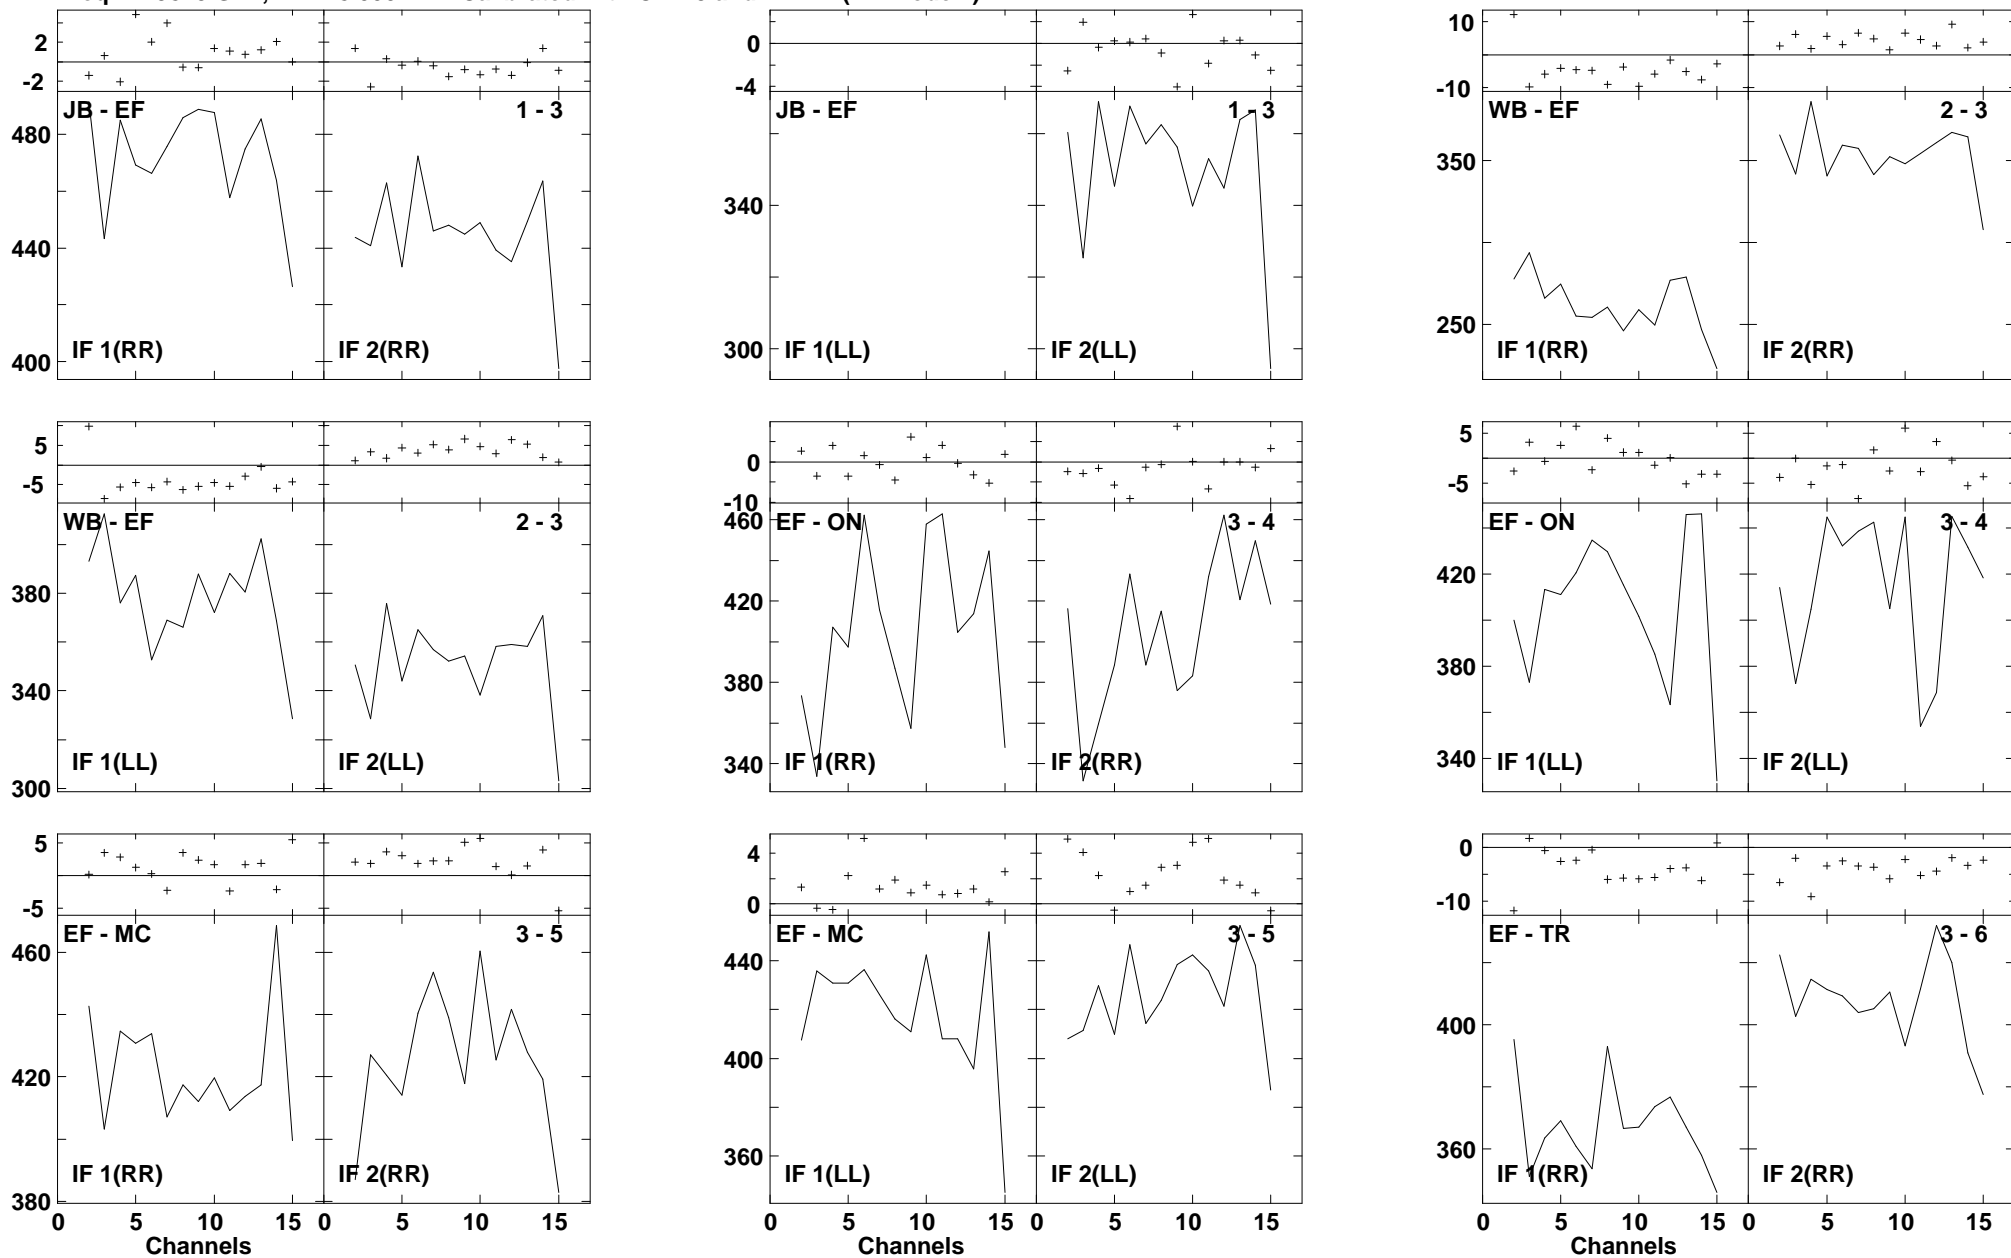 2
-2
JB - EF
1 - 3
480
440
400
IF 1(RR)
IF 2(RR)
0
-4
JB - EF
1 - 3
340
300
IF 1(LL)
IF 2(LL)
10
-10
WB - EF
2 - 3
350
250
IF 1(RR)
IF 2(RR)
5
-5
WB - EF
2 - 3
380
340
300
IF 1(LL)
IF 2(LL)
0
-10
460
EF - ON
3 - 4
420
380
340
IF 1(RR)
IF 2(RR)
5
-5
EF - ON
3 - 4
420
380
340
IF 1(LL)
IF 2(LL)
5
-5
EF - MC
3 - 5
460
420
380
IF 1(RR)
IF 2(RR)
0 5 10 15 0 5 10 15
Channels
4
0
EF - MC
3 - 5
440
400
360
IF 1(LL)
IF 2(LL)
0 5 10 15 0 5 10 15
Channels
0
-10
EF - TR
3 - 6
400
360
IF 1(RR)
IF 2(RR)
0 5 10 15 0 5 10 15
Channels